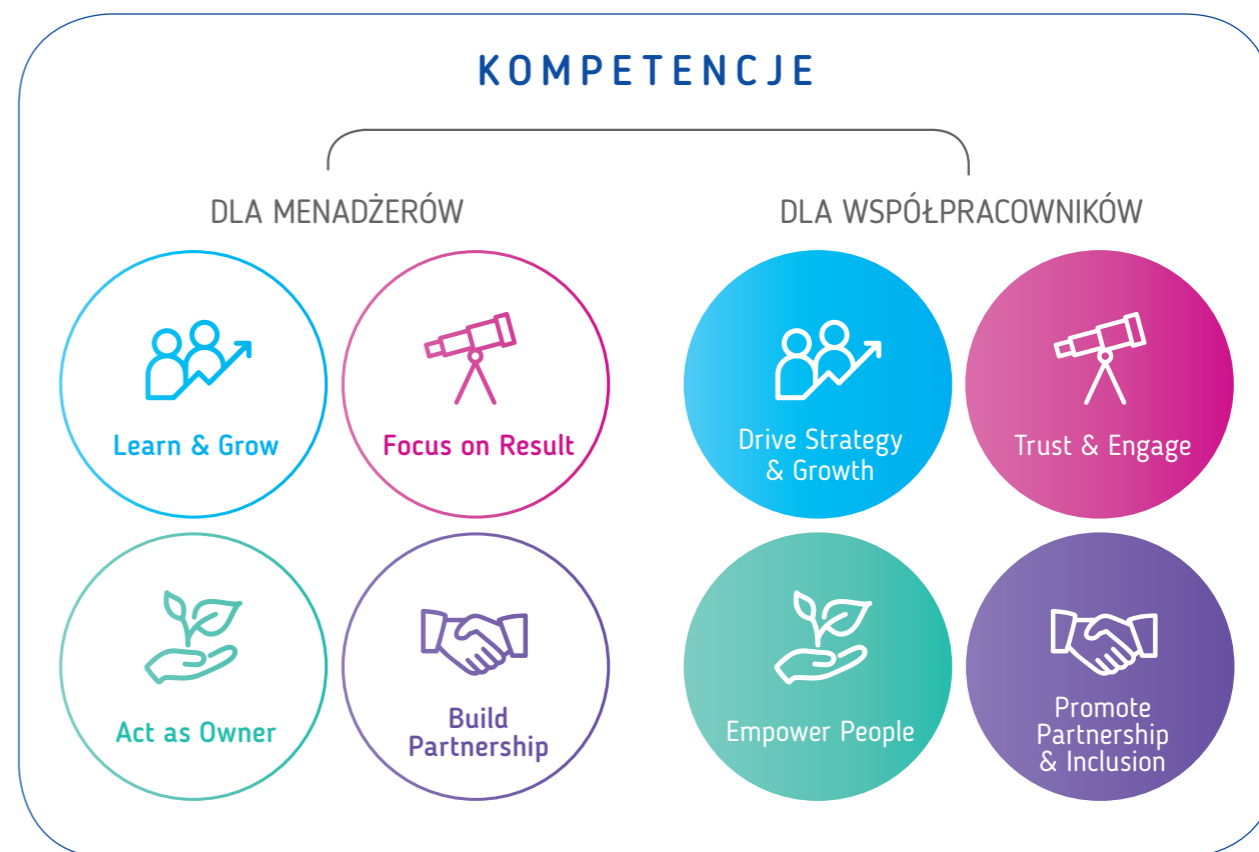 KOMPETENCJE
DLA MENADŻERÓW
Learn & Grow
Focus on Result
Act as Owner
Build
Partnership
DLA WSPÓŁPRACOWNIKÓW
Drive Strategy
& Growth
Trust & Engage
Empower People
Promote
Partnership
& Inclusion